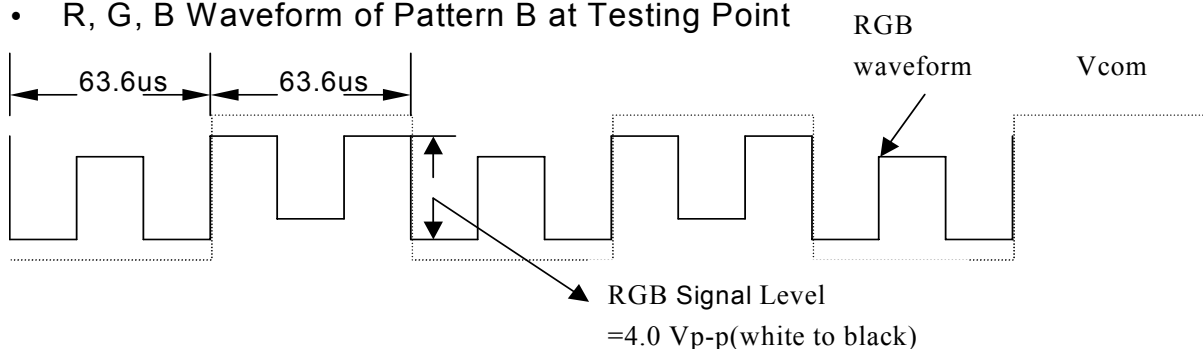 • R, G, B Waveform of Pattern B at Testing Point
RGB
waveform
Vcom
63.6us
63.6us
RGB Signal Level
=4.0 Vp-p(white to black)